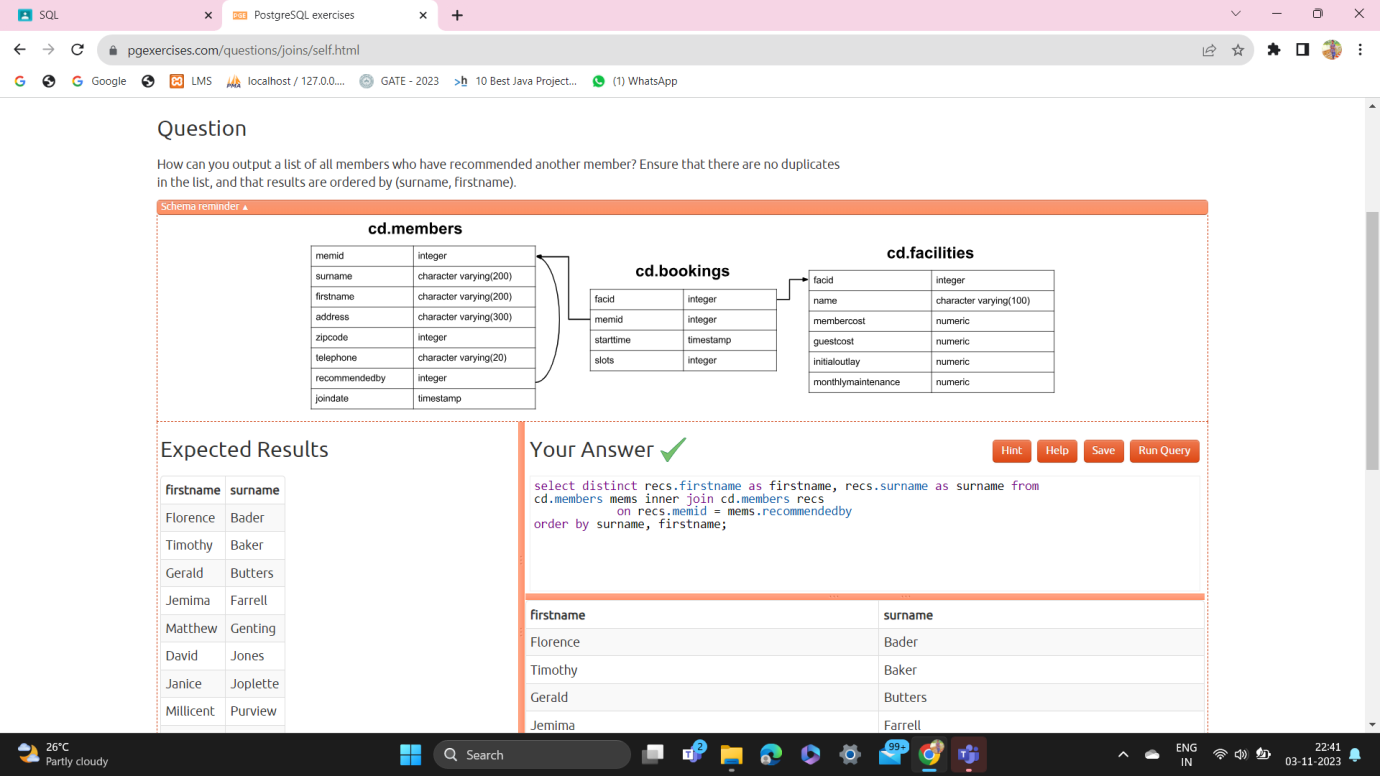 SQL
PGE PostgreSQL exercises
pgexercises.com/questions/joins/self.html
Google
LMS
PMA localhost / 127.0.0....
GATE - 2023
>h 10 Best Java Project...
(1) WhatsApp
Question
How can you output a list of all members who have recommended another member? Ensure that there are no duplicates
in the list, and that results are ordered by (surname, firstname).
Schema reminder ▴
cd.members
memid integer
surname character varying(200)
firstname character varying(200)
address character varying(300)
zipcode integer
telephone character varying(20)
recommendedby integer
joindate timestamp
cd.bookings
facid integer
memid integer
starttime timestamp
slots integer
cd.facilities
facid integer
name character varying(100)
membercost numeric
guestcost numeric
initialoutlay numeric
monthlymaintenance numeric
Expected Results
firstname surname
Florence Bader
Timothy Baker
Gerald Butters
Jemima Farrell
Matthew Genting
David Jones
Janice Joplette
Millicent Purview
Your Answer
Hint Help Save Run Query
select distinct recs.firstname as firstname, recs.surname as surname from
cd.members mems inner join cd.members recs
on recs.memid = mems.recommendedby
order by surname, firstname;
firstname surname
Florence Bader
Timothy Baker
Gerald Butters
Jemima Farrell
26°C
Partly cloudy
Search
2
99+
ENG
IN
22:41
03-11-2023